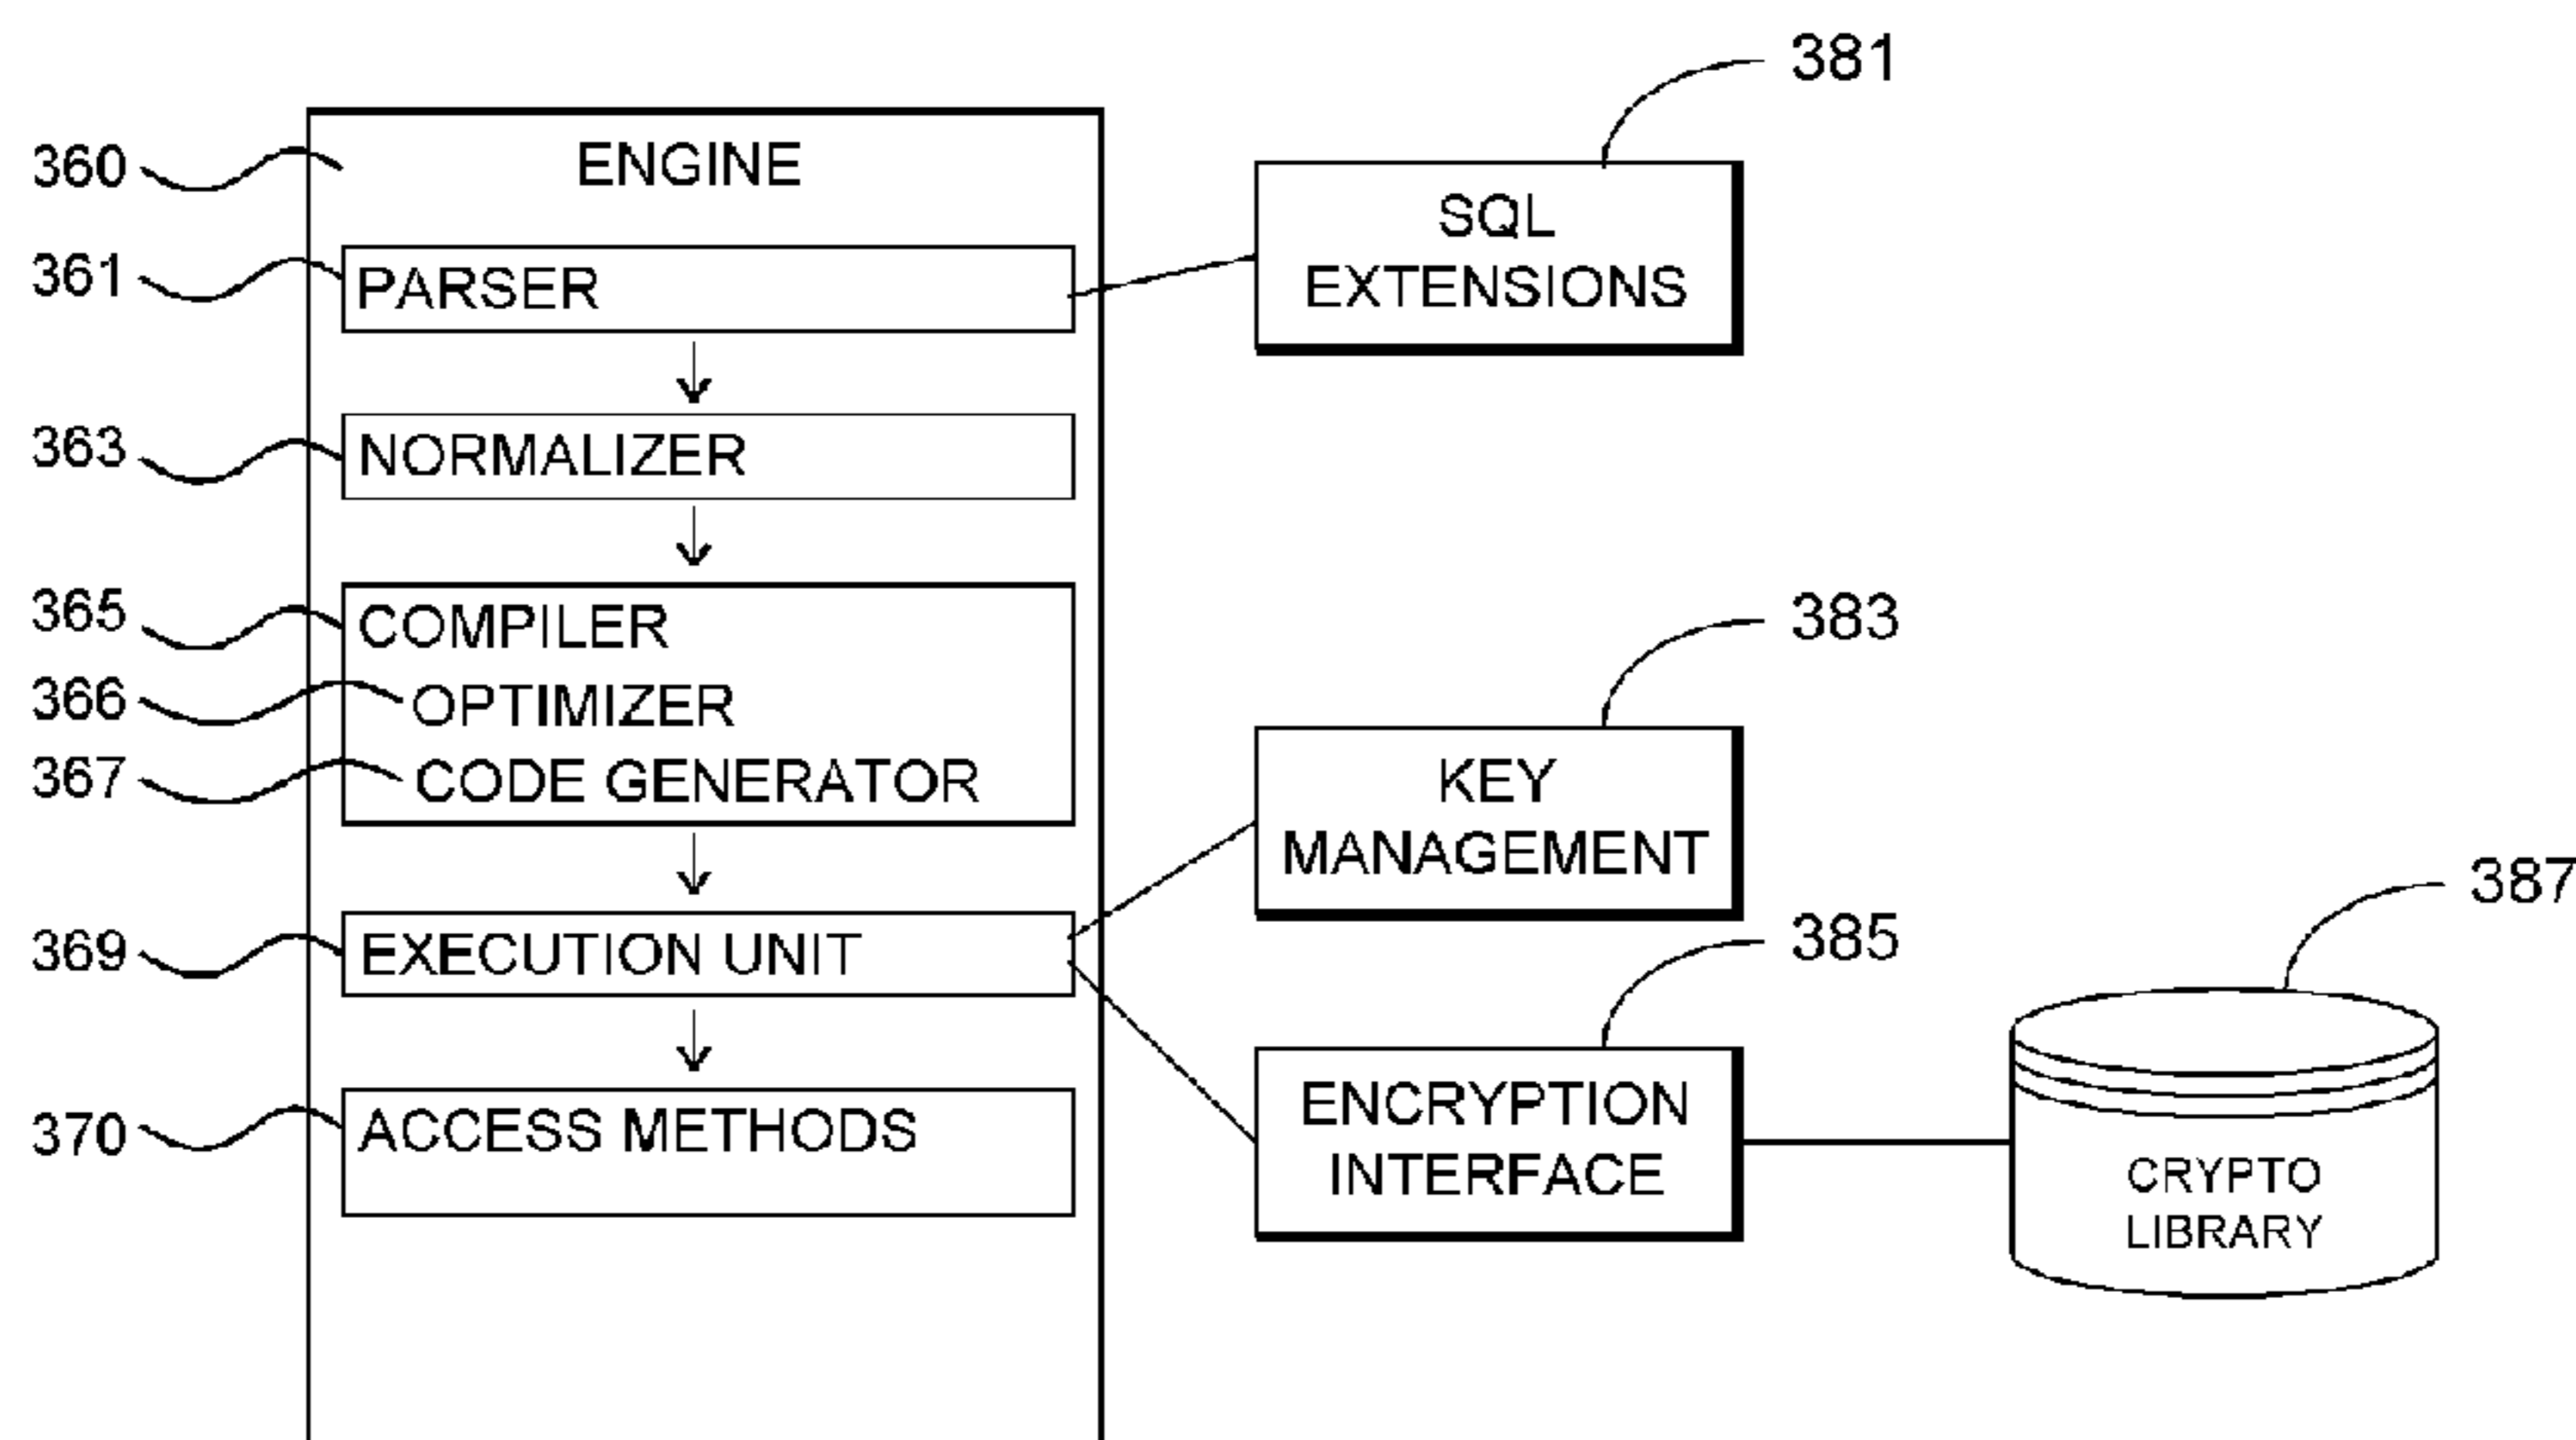 381
360
ENGINE
SQL
EXTENSIONS
361
PARSER
363
NORMALIZER
365
COMPILER
383
366
OPTIMIZER
367
CODE GENERATOR
KEY
MANAGEMENT
387
369
EXECUTION UNIT
385
370
ACCESS METHODS
ENCRYPTION
INTERFACE
CRYPTO
LIBRARY